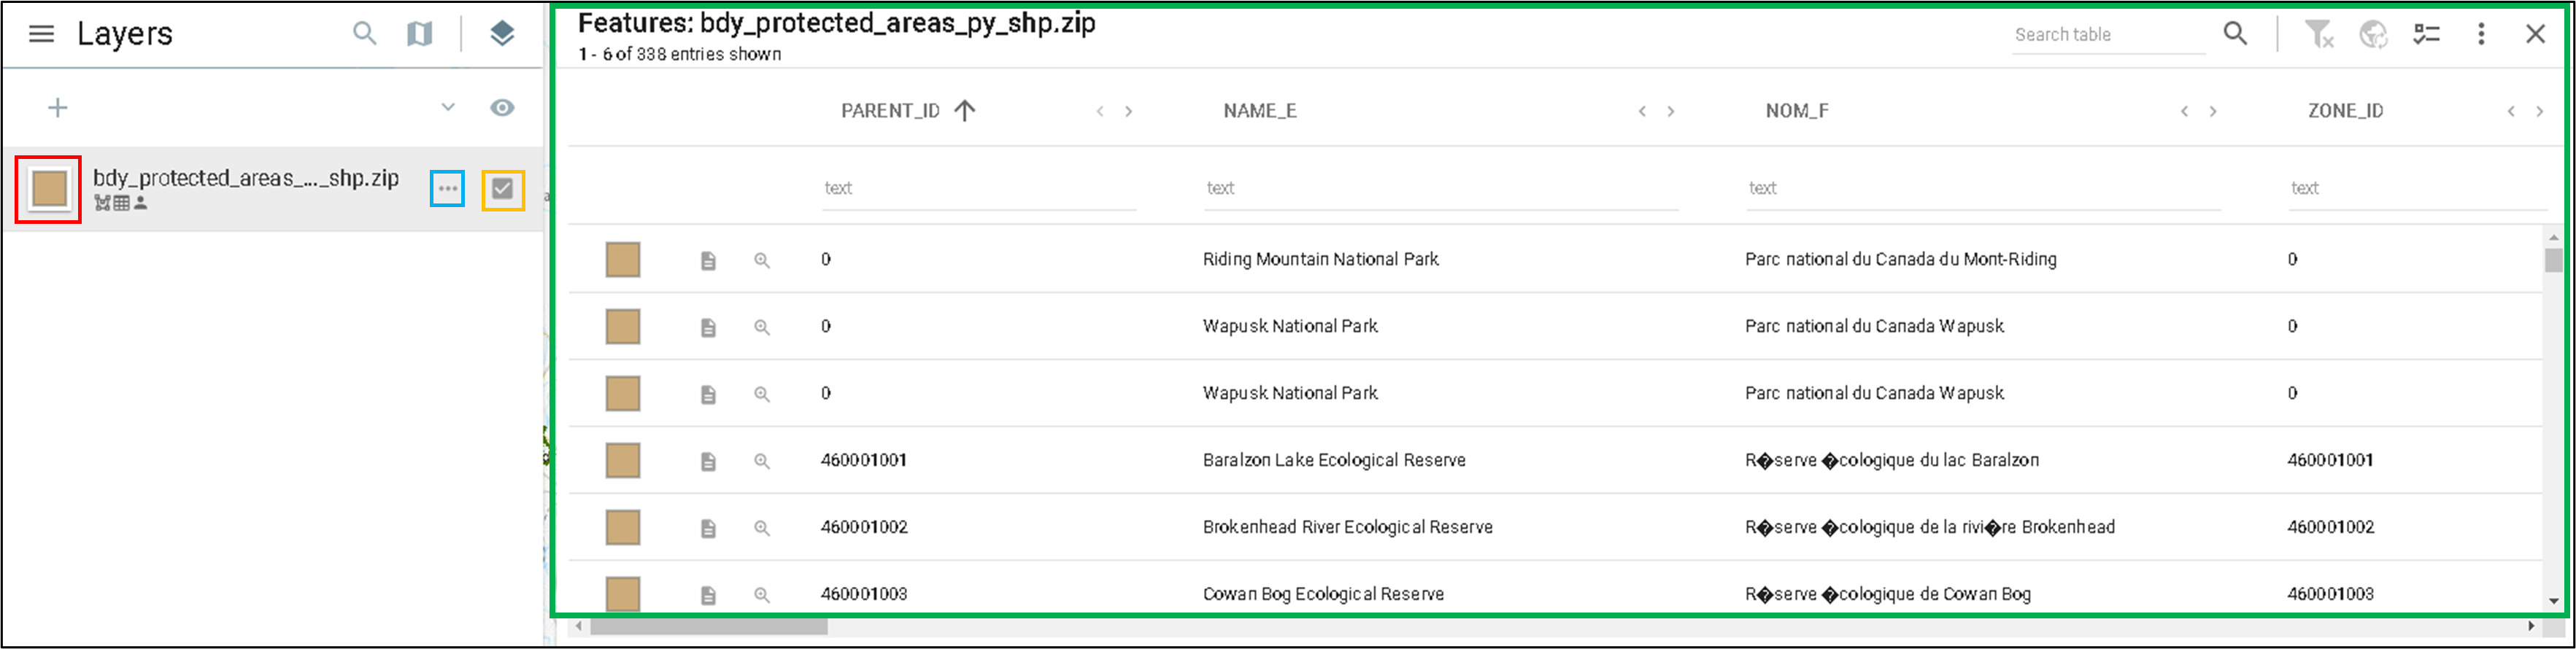 Layers
bdy_protected_areas_..._shp.zip
Features: bdy_protected_areas_py_shp.zip
1 - 6 of 338 entries shown
Search table
PARENT_ID NAME_E NOM_F ZONE_ID
text text text text
0 Riding Mountain National Park Parc national du Canada du Mont-Riding 0
0 Wapusk National Park Parc national du Canada Wapusk 0
0 Wapusk National Park Parc national du Canada Wapusk 0
460001001 Baralzon Lake Ecological Reserve R�serve �cologique du lac Baralzon 460001001
460001002 Brokenhead River Ecological Reserve R�serve �cologique de la rivi�re Brokenhead 460001002
460001003 Cowan Bog Ecological Reserve R�serve �cologique de Cowan Bog 460001003